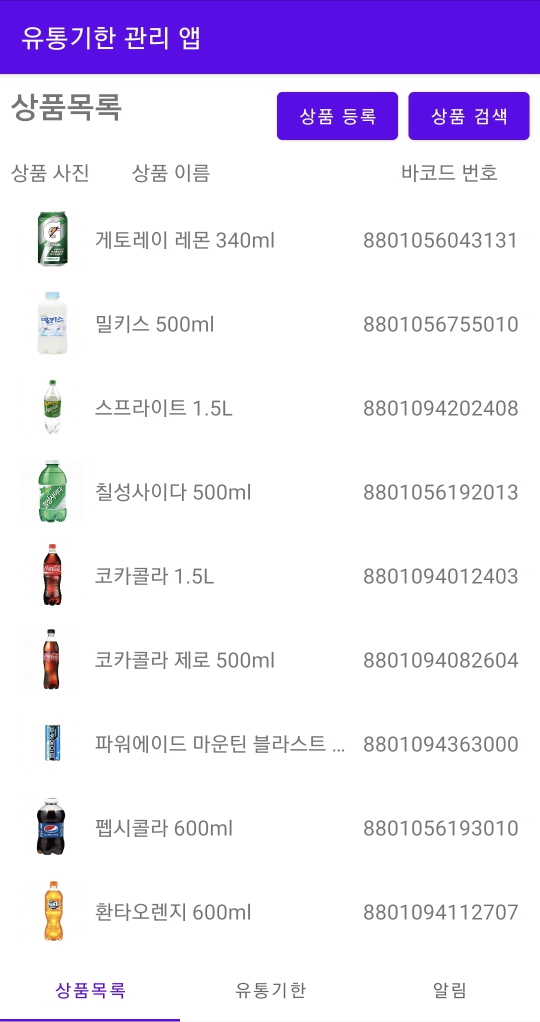 유통기한 관리 앱
상품목록
상품 등록
상품 검색
상품 사진 상품 이름 바코드 번호
게토레이 레몬 340ml 8801056043131
밀키스 500ml 8801056755010
스프라이트 1.5L 8801094202408
칠성사이다 500ml 8801056192013
코카콜라 1.5L 8801094012403
코카콜라 제로 500ml 8801094082604
파워에이드 마운틴 블라스트 ... 8801094363000
펩시콜라 600ml 8801056193010
환타오렌지 600ml 8801094112707
상품목록 유통기한 알림